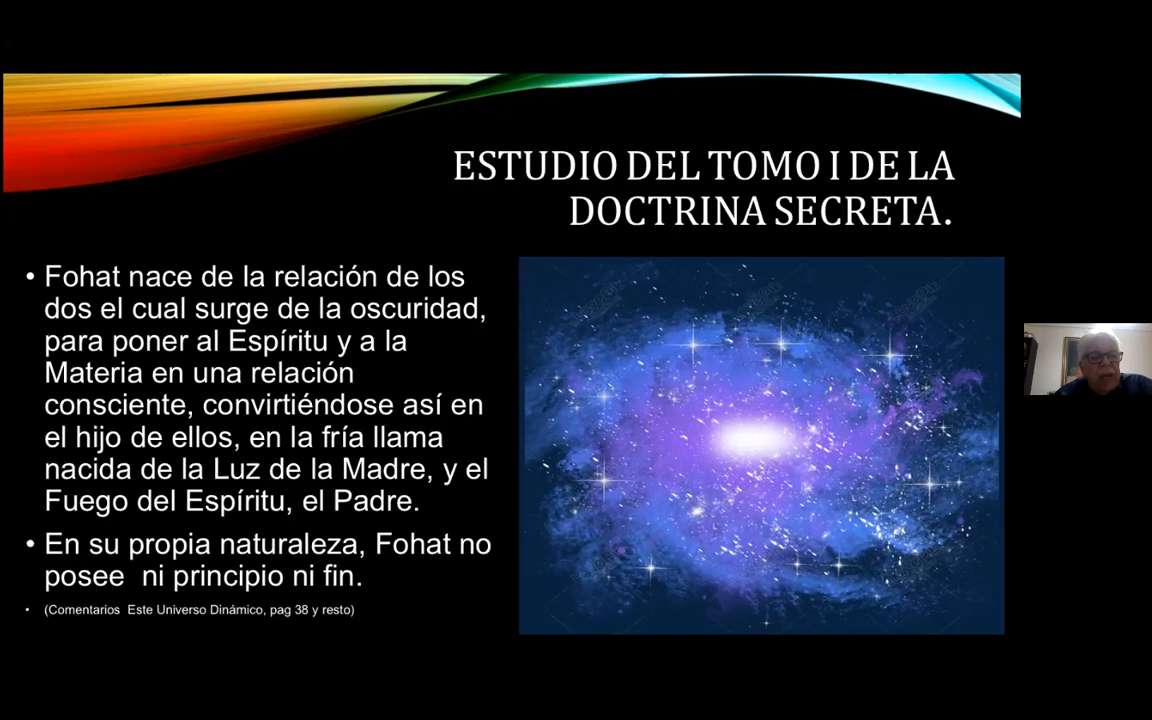 ESTUDIO DEL TOMO I DE LA
DOCTRINA SECRETA.
• Fohat nace de la relación de los
dos el cual surge de la oscuridad,
para poner al Espíritu y a la
Materia en una relación
consciente, convirtiéndose así en
el hijo de ellos, en la fría llama
nacida de la Luz de la Madre, y el
Fuego del Espíritu, el Padre.
• En su propia naturaleza, Fohat no
posee ni principio ni fin.
• (Comentarios Este Universo Dinámico, pag 38 y resto)